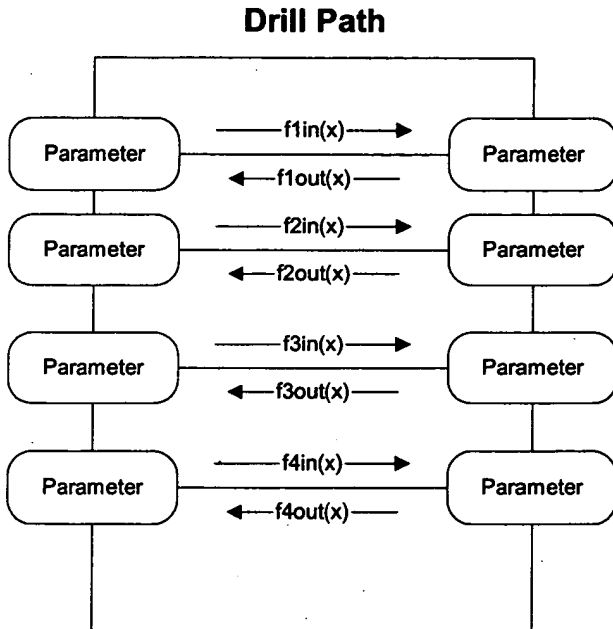 Drill Path
f1in(x)
Parameter Parameter
f1out(x)
f2in(x)
Parameter Parameter
f2out(x)
f3in(x)
Parameter Parameter
f3out(x)
f4in(x)
Parameter Parameter
f4out(x)